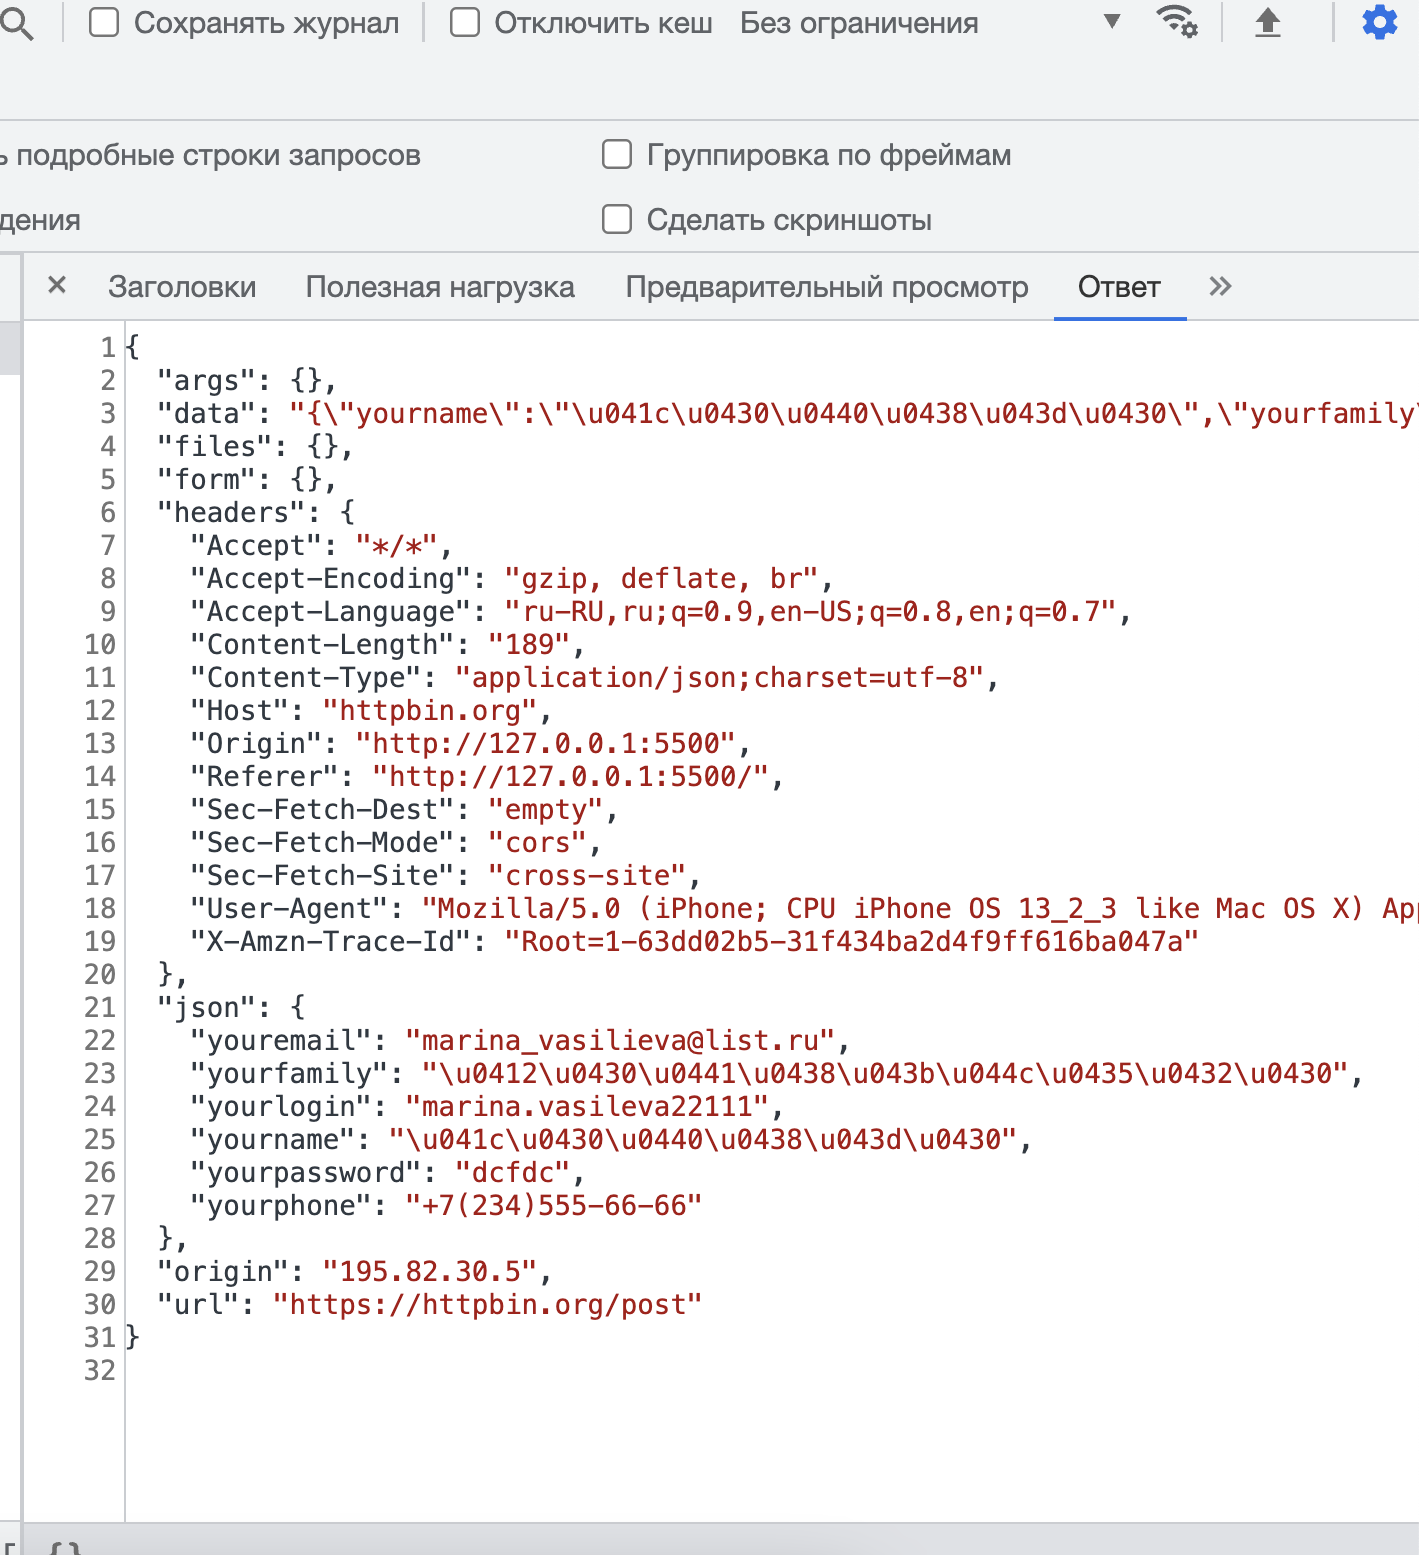 Сохранять журнал Отключить кеш Без ограничения
ь подробные строки запросов Группировка по фреймам
дения Сделать скриншоты
× Заголовки Полезная нагрузка Предварительный просмотр Ответ »
1 {
2 "args": {},
3 "data": "{\"yourname\":\"\u041c\u0430\u0440\u0438\u043d\u0430\",\"yourfamily\
4 "files": {},
5 "form": {},
6 "headers": {
7 "Accept": "*/*",
8 "Accept-Encoding": "gzip, deflate, br",
9 "Accept-Language": "ru-RU,ru;q=0.9,en-US;q=0.8,en;q=0.7",
10 "Content-Length": "189",
11 "Content-Type": "application/json;charset=utf-8",
12 "Host": "httpbin.org",
13 "Origin": "http://127.0.0.1:5500",
14 "Referer": "http://127.0.0.1:5500/",
15 "Sec-Fetch-Dest": "empty",
16 "Sec-Fetch-Mode": "cors",
17 "Sec-Fetch-Site": "cross-site",
18 "User-Agent": "Mozilla/5.0 (iPhone; CPU iPhone OS 13_2_3 like Mac OS X) App
19 "X-Amzn-Trace-Id": "Root=1-63dd02b5-31f434ba2d4f9ff616ba047a"
20 },
21 "json": {
22 "youremail": "marina_vasilieva@list.ru",
23 "yourfamily": "\u0412\u0430\u0441\u0438\u043b\u044c\u0435\u0432\u0430",
24 "yourlogin": "marina.vasileva22111",
25 "yourname": "\u041c\u0430\u0440\u0438\u043d\u0430",
26 "yourpassword": "dcfdc",
27 "yourphone": "+7(234)555-66-66"
28 },
29 "origin": "195.82.30.5",
30 "url": "https://httpbin.org/post"
31 }
32
{}